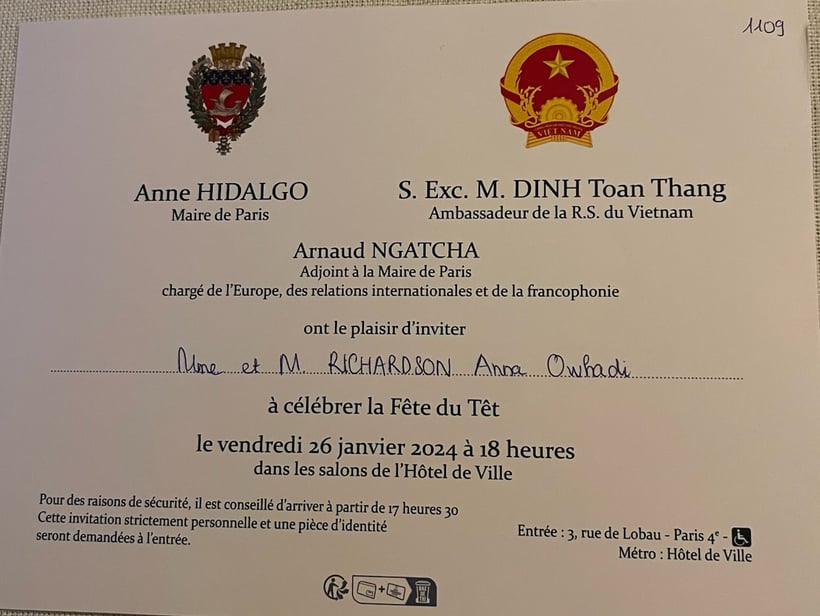 1109
VIỆT NAM
Anne HIDALGO
Maire de Paris
S. Exc. M. DINH Toan Thang
Ambassadeur de la R.S. du Vietnam
Arnaud NGATCHA
Adjoint à la Maire de Paris
chargé de l'Europe, des relations internationales et de la francophonie
ont le plaisir d'inviter
Mme et M. RICHARDSON Anna Owhadi
à célébrer la Fête du Têt
le vendredi 26 janvier 2024 à 18 heures
dans les salons de l'Hôtel de Ville
Pour des raisons de sécurité, il est conseillé d'arriver à partir de 17 heures 30
Cette invitation strictement personnelle et une pièce d'identité
seront demandées à l'entrée.
Entrée : 3, rue de Lobau - Paris 4ᵉ -
Métro : Hôtel de Ville